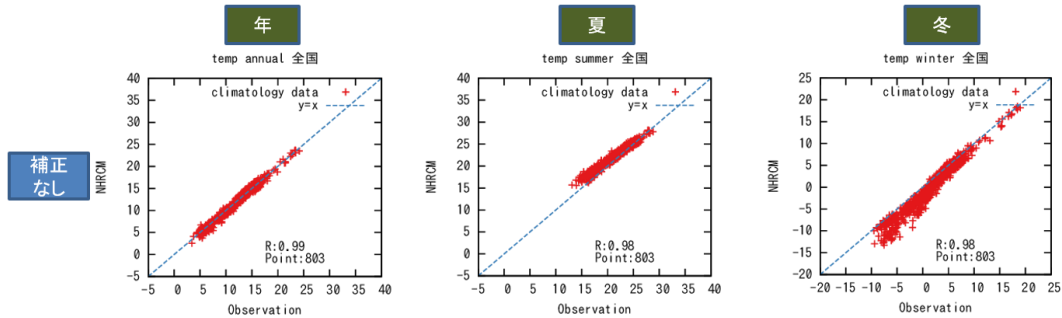 年
夏
冬
補正
なし
temp annual 全国
climatology data
y=x
NHRCM
40
35
30
25
20
15
10
5
0
-5
R:0.99
Point:803
-5 0 5 10 15 20 25 30 35 40
Observation
temp summer 全国
climatology data
y=x
NHRCM
40
35
30
25
20
15
10
5
0
-5
R:0.98
Point:803
-5 0 5 10 15 20 25 30 35 40
Observation
temp winter 全国
climatology data
y=x
NHRCM
25
20
15
10
5
0
-5
-10
-15
-20
R:0.98
Point:803
-20 -15 -10 -5 0 5 10 15 20 25
Observation